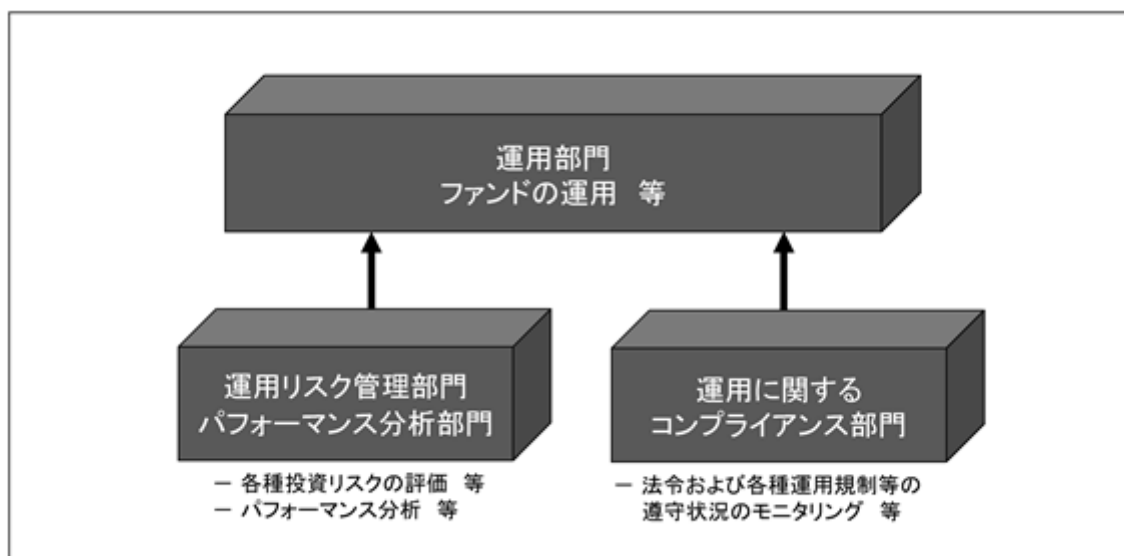 運用部門
ファンドの運用 等
運用リスク管理部門
パフォーマンス分析部門
運用に関する
コンプライアンス部門
－ 各種投資リスクの評価 等
－ パフォーマンス分析 等
－ 法令および各種運用規制等の
遵守状況のモニタリング 等